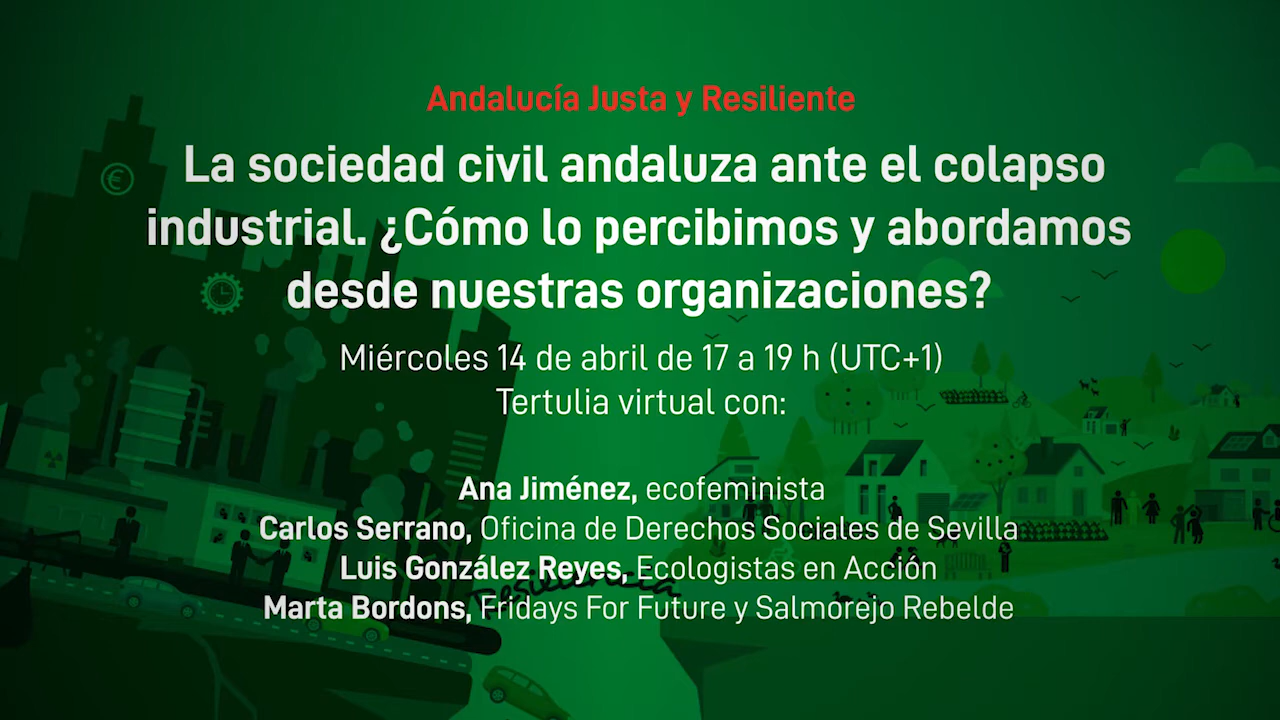 Andalucía Justa y Resiliente
La sociedad civil andaluza ante el colapso
industrial. ¿Cómo lo percibimos y abordamos
desde nuestras organizaciones?
Miércoles 14 de abril de 17 a 19 h (UTC+1)
Tertulia virtual con:
Ana Jiménez, ecofeminista
Carlos Serrano, Oficina de Derechos Sociales de Sevilla
Luis González Reyes, Ecologistas en Acción
Resiliencia
Marta Bordons, Fridays For Future y Salmorejo Rebelde